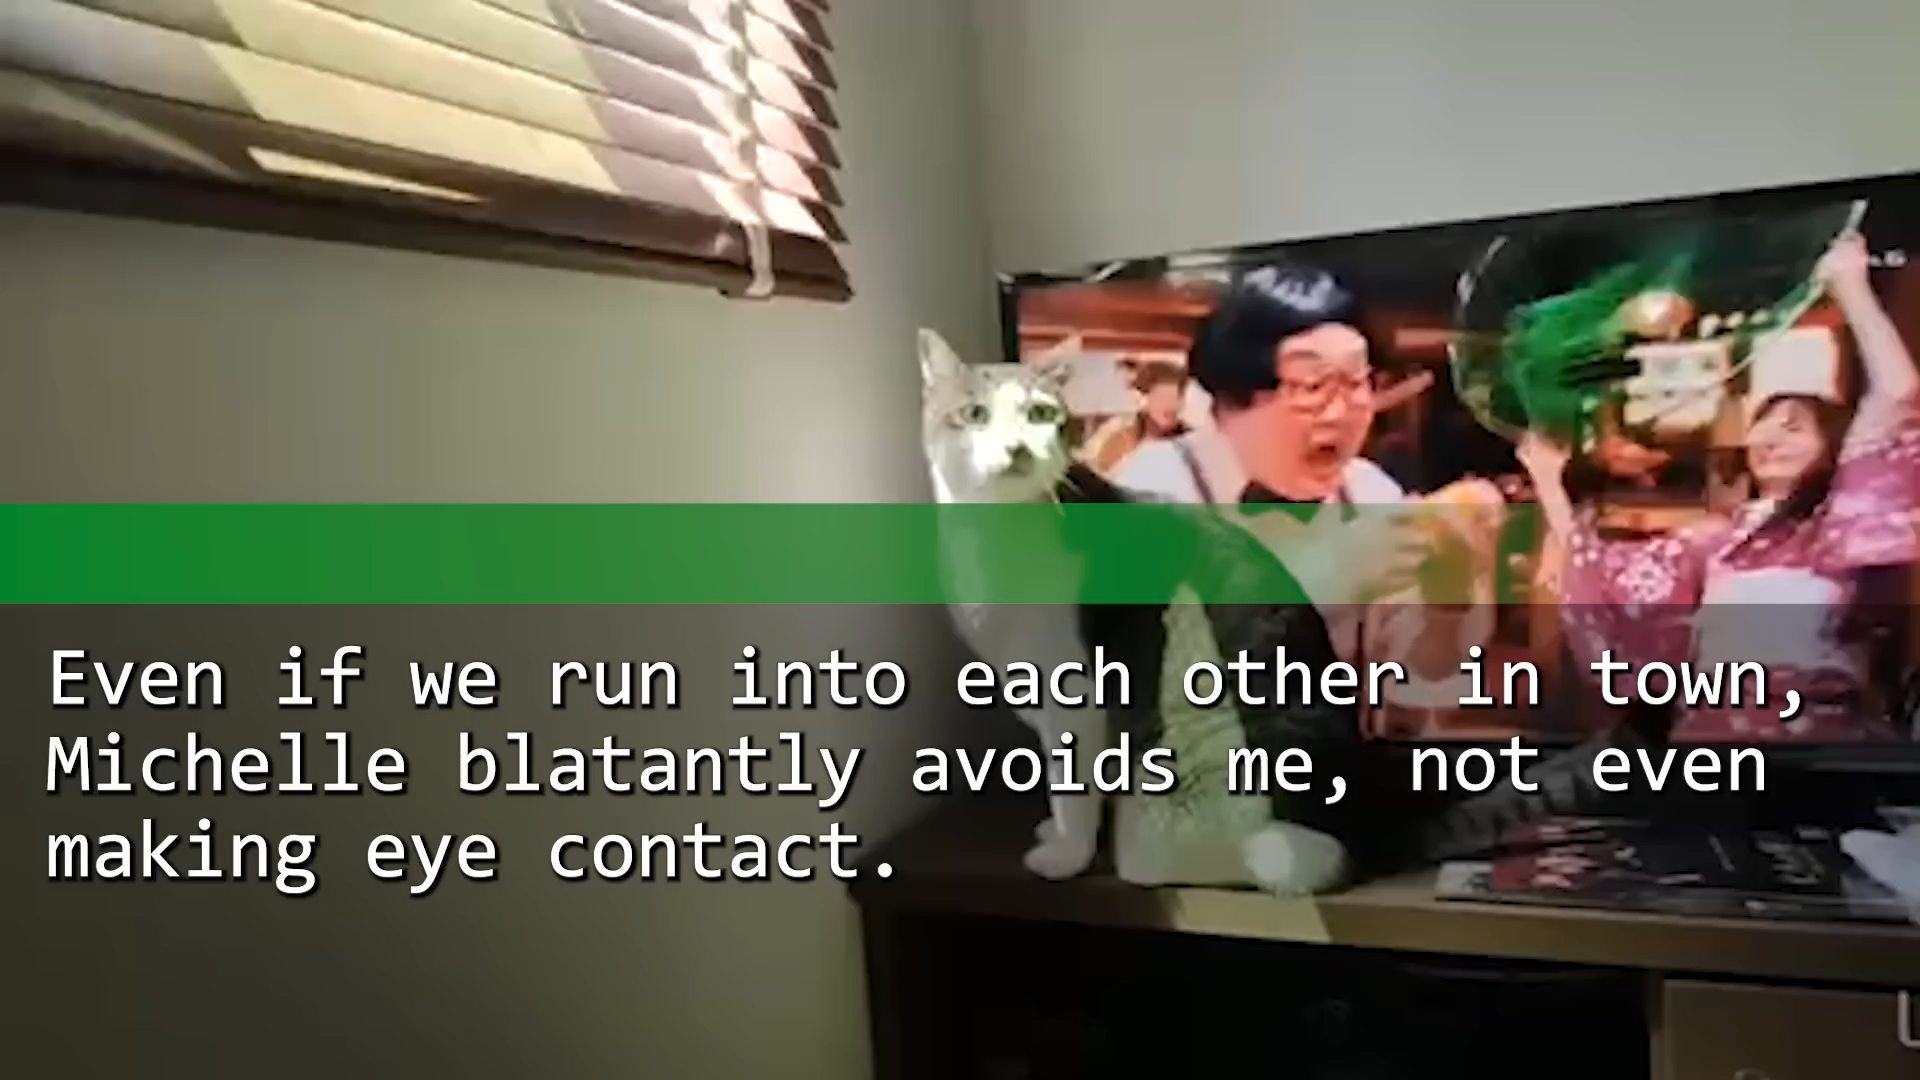 Even if we run into each other in town,
Michelle blatantly avoids me, not even
making eye contact.